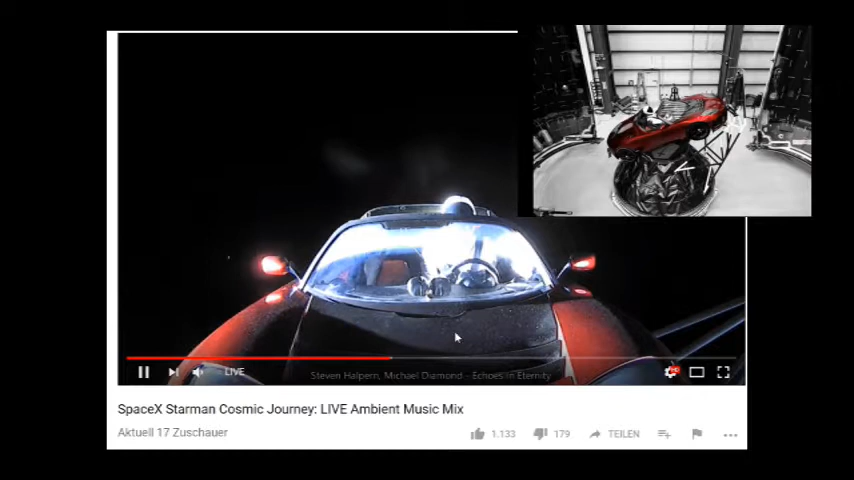 LIVE
Steven Halpern, Michael Diamond - Echoes In Eternity
SpaceX Starman Cosmic Journey: LIVE Ambient Music Mix
Aktuell 17 Zuschauer
1.133
179
TEILEN